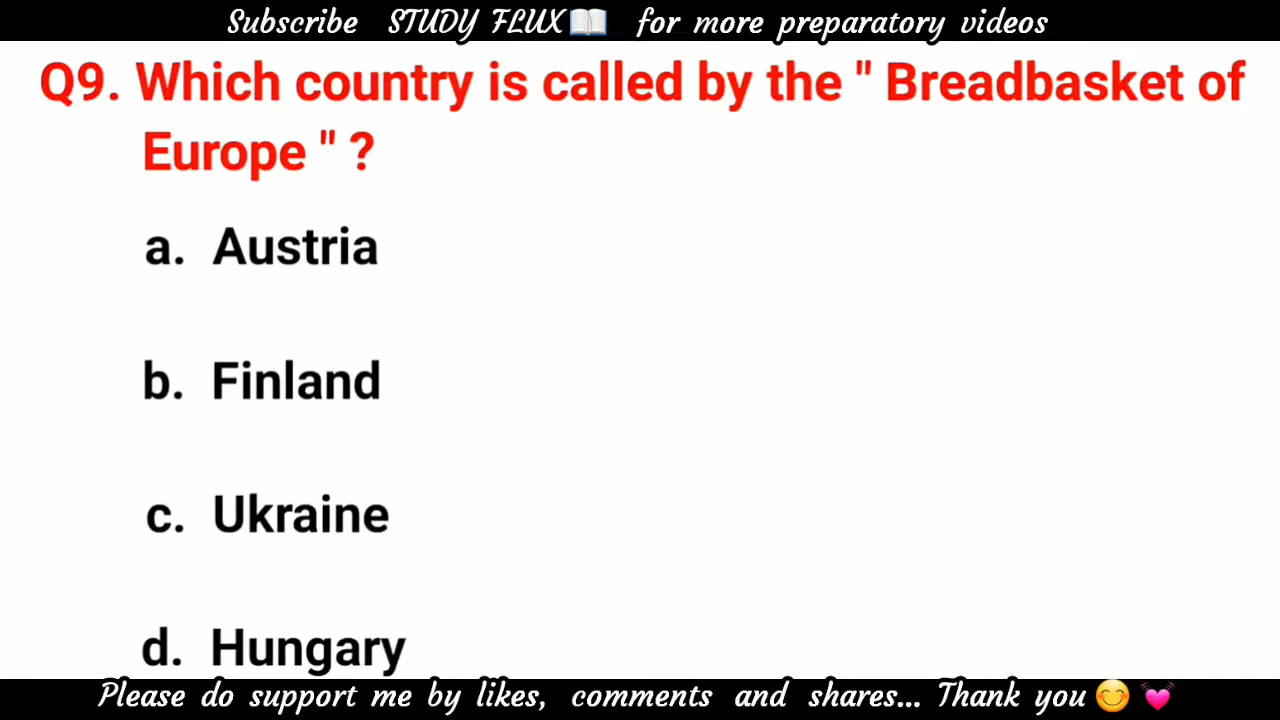 Subscribe STUDY FLUX📖 for more preparatory videos
Q9. Which country is called by the " Breadbasket of
Europe " ?
a. Austria
b. Finland
c. Ukraine
d. Hungary
Please do support me by likes, comments and shares... Thank you 😊 💓